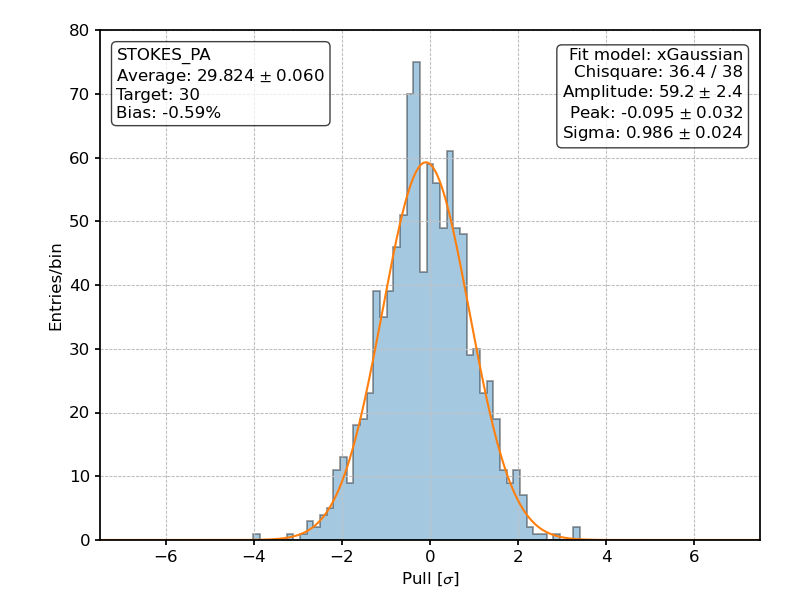 STOKES_PA
Average: 29.824 ± 0.060
Target: 30
Bias: -0.59%
Fit model: xGaussian
Chisquare: 36.4 / 38
Amplitude: 59.2 ± 2.4
Peak: -0.095 ± 0.032
Sigma: 0.986 ± 0.024
Entries/bin
80
70
60
50
40
30
20
10
0
−6 −4 −2 0 2 4 6
Pull [σ]